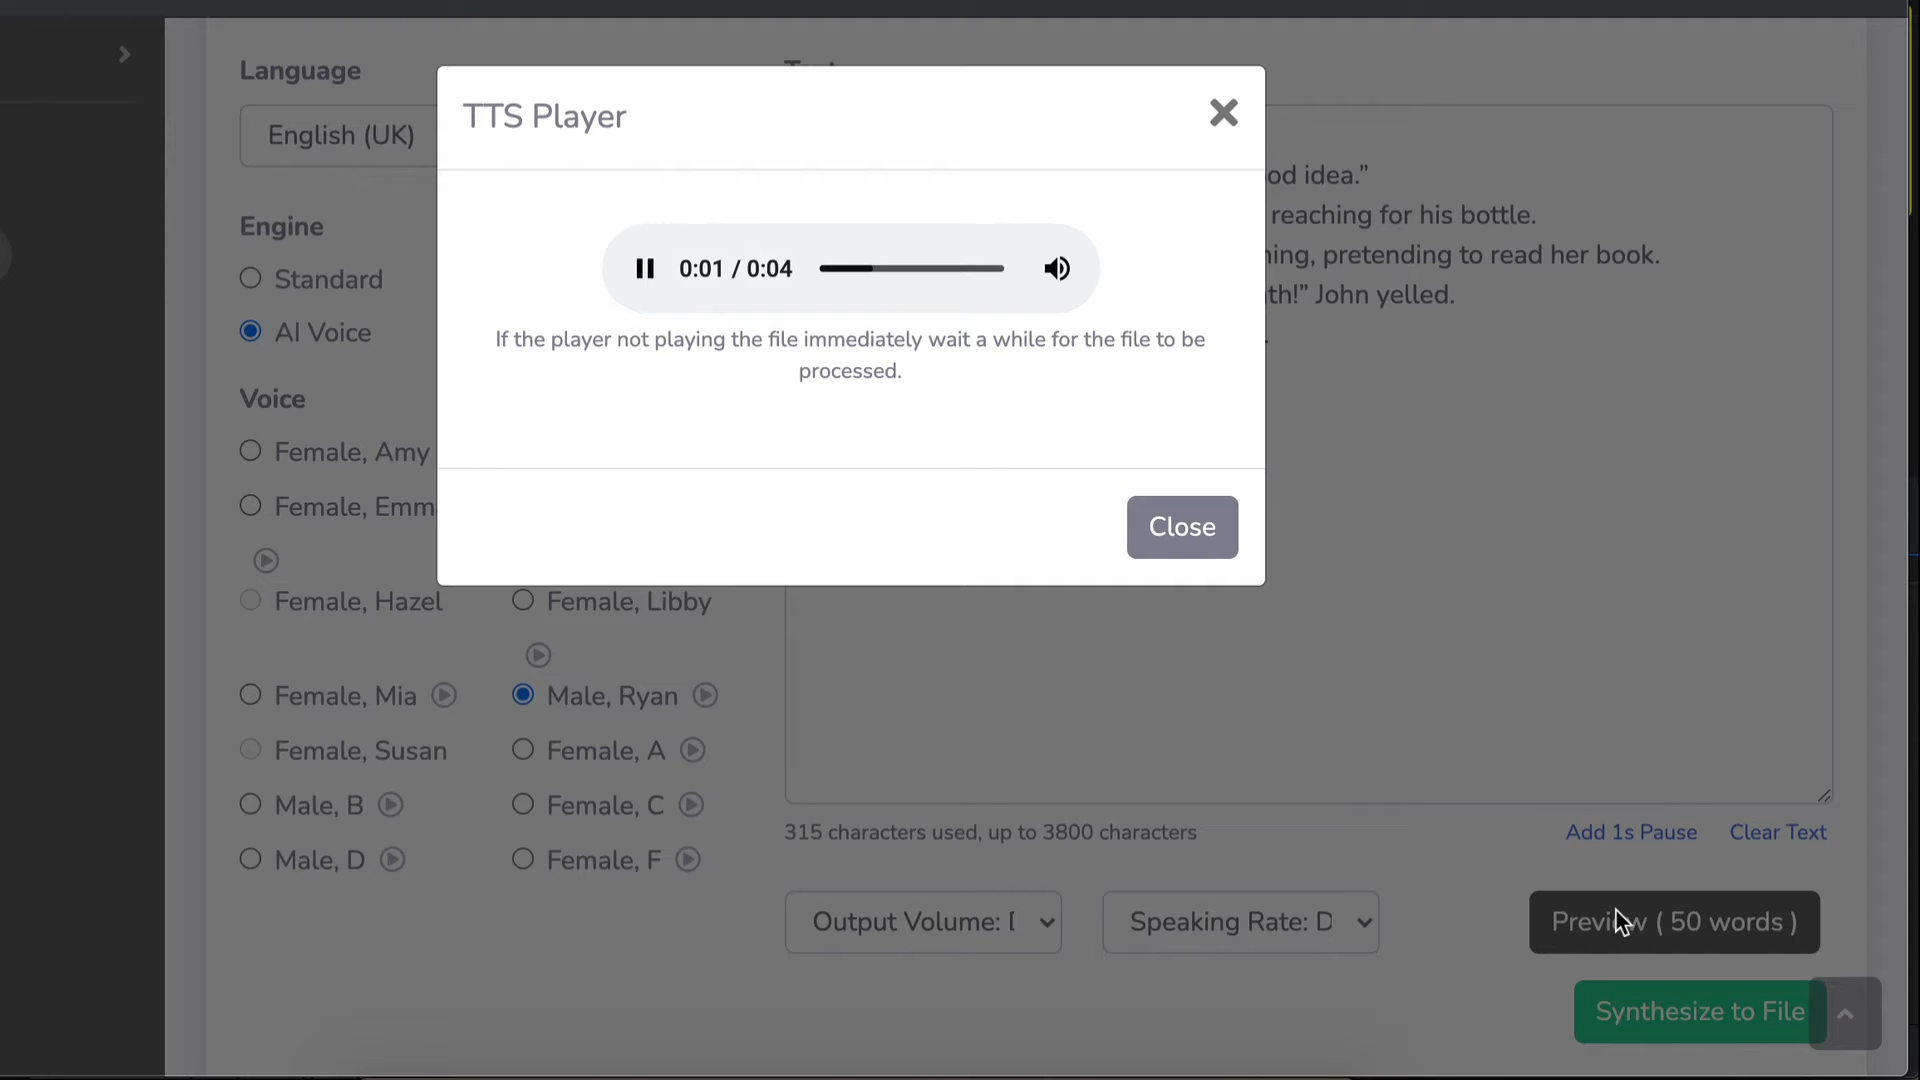 Language
English (UK)
Engine
Standard
AI Voice
Voice
Female, Amy
Female, Emm
Female, Hazel
Female, Libby
Female, Mia
Male, Ryan
Female, Susan
Female, A
Male, B
Female, C
Male, D
Female, F
TTS Player
0:01 / 0:04
If the player not playing the file immediately wait a while for the file to be
processed.
Close
od idea.”
reaching for his bottle.
ning, pretending to read her book.
th!” John yelled.
315 characters used, up to 3800 characters
Add 1s Pause
Clear Text
Output Volume: D
Speaking Rate: D
Preview ( 50 words )
Synthesize to File